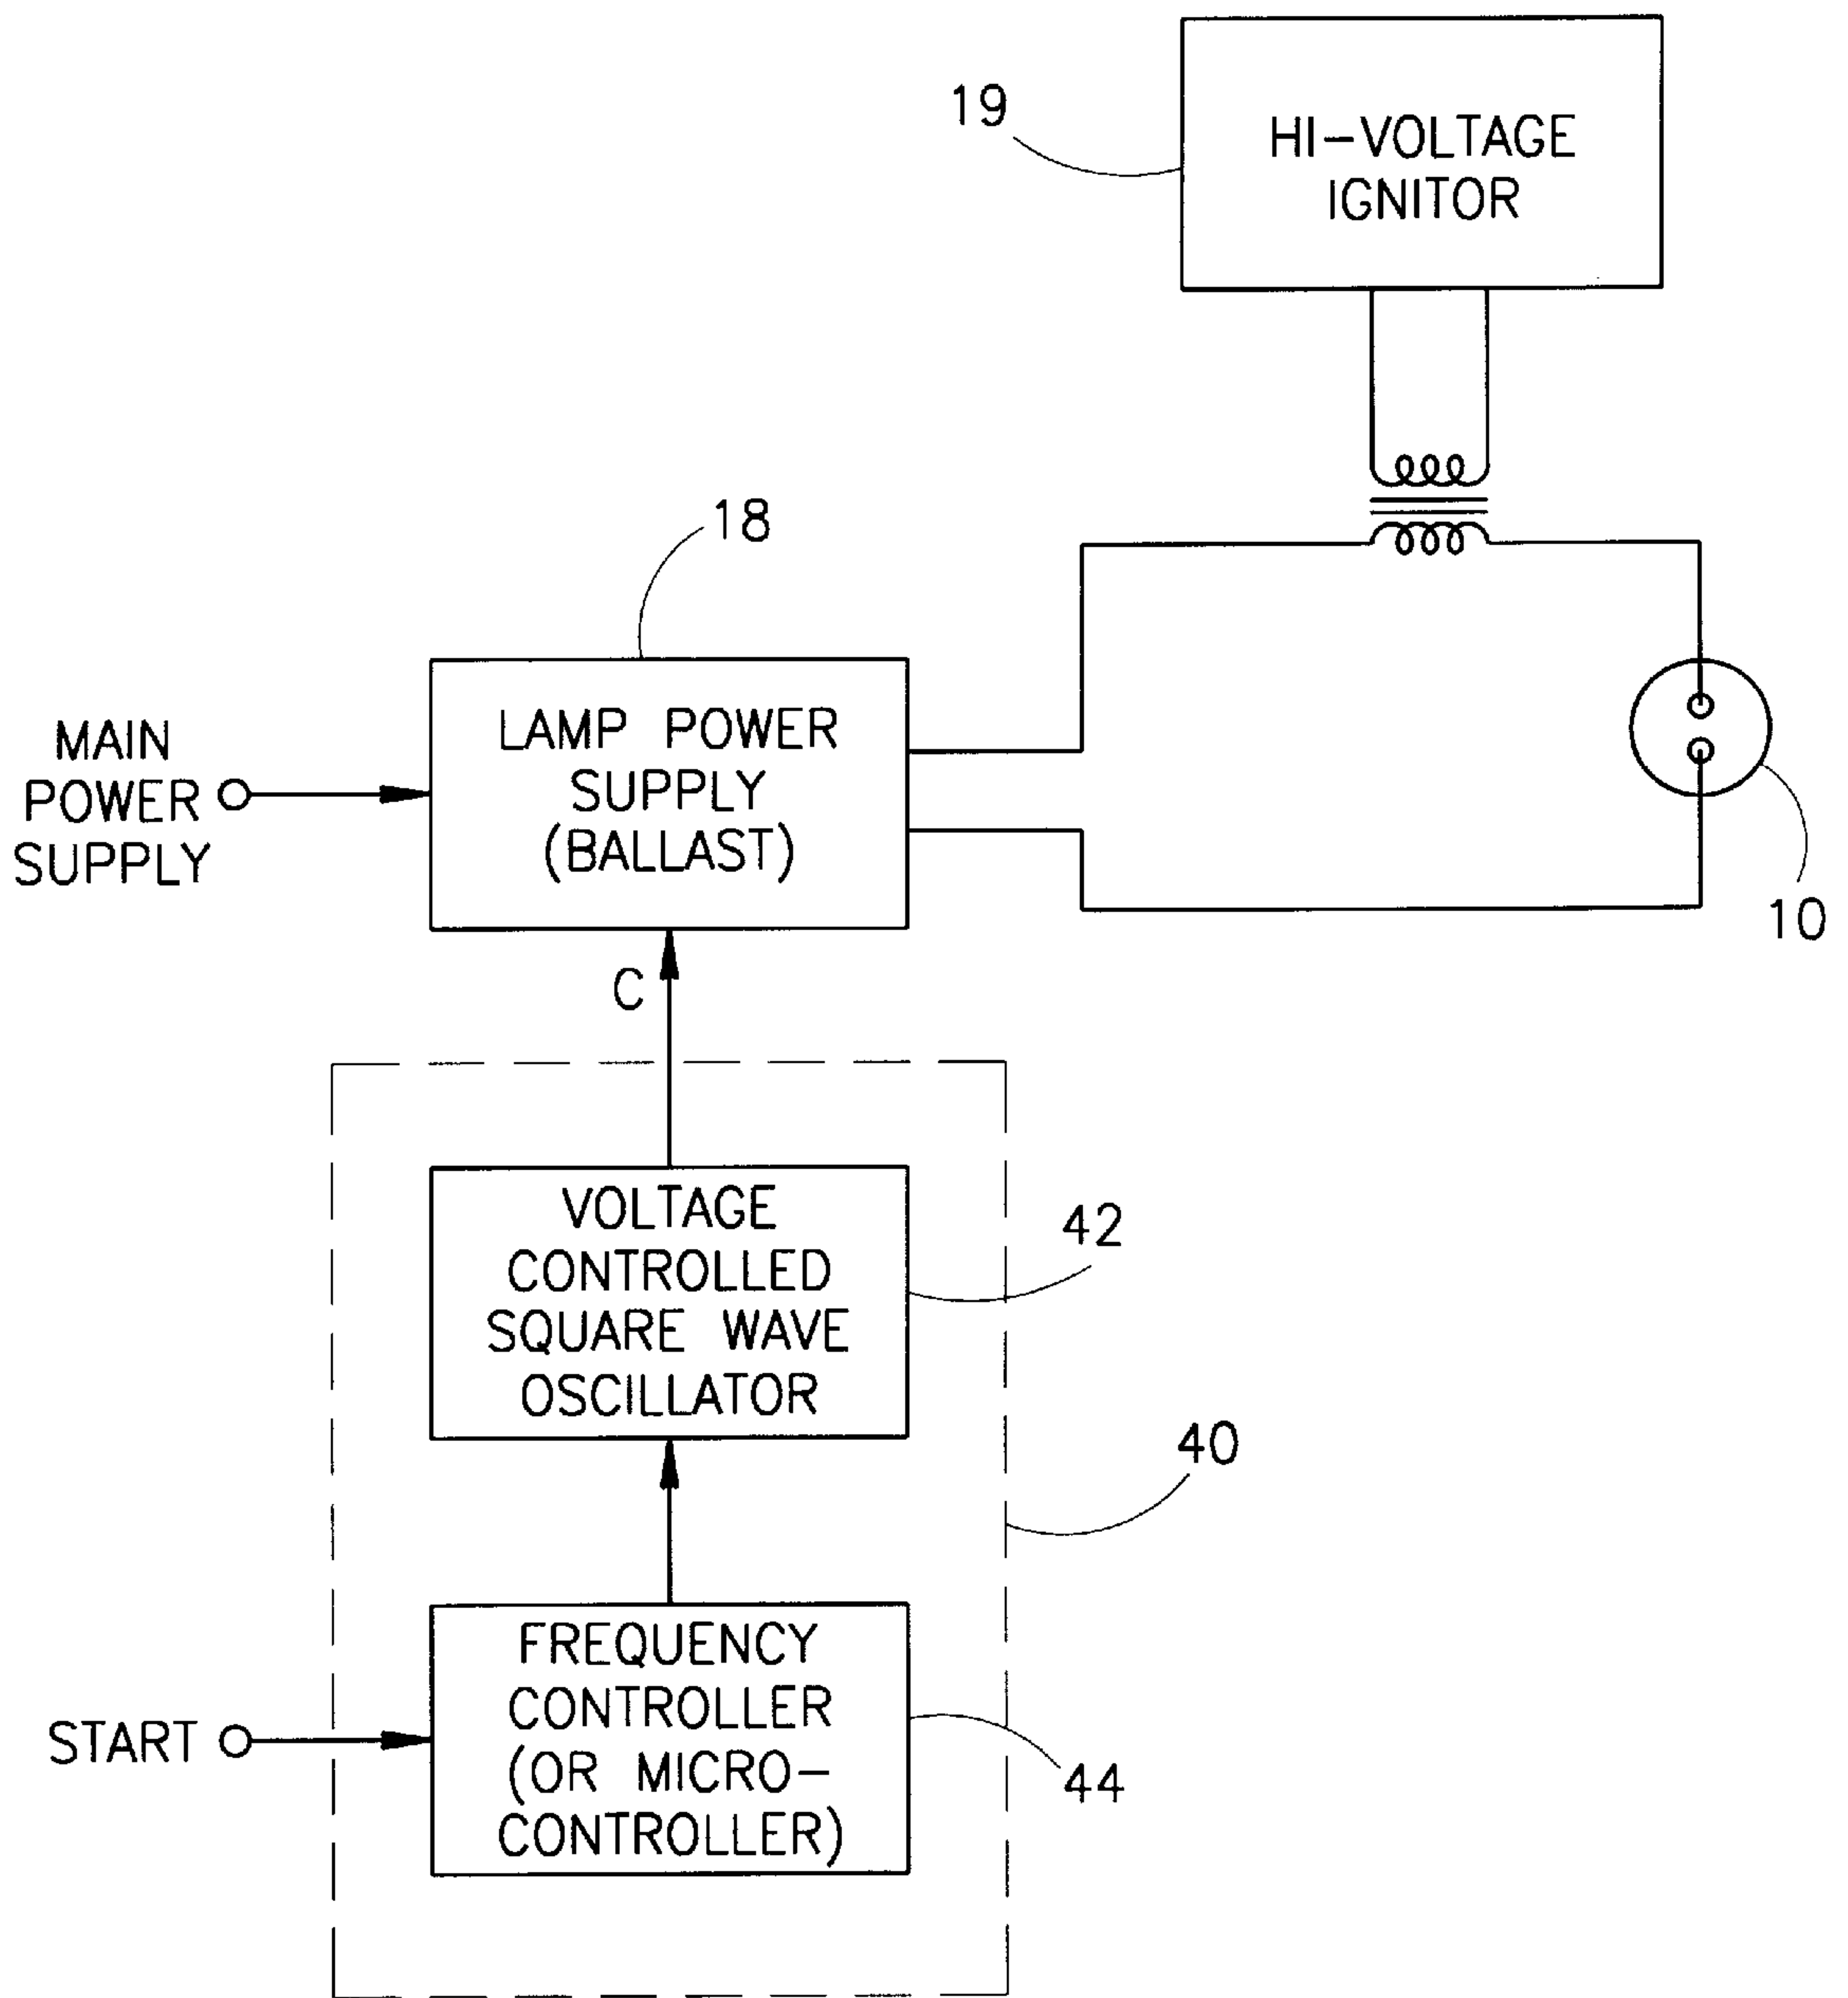 19
HI-VOLTAGE
IGNITOR
18
LAMP POWER
SUPPLY
(BALLAST)
MAIN
POWER
SUPPLY
10
C
VOLTAGE
CONTROLLED
SQUARE WAVE
OSCILLATOR
42
40
FREQUENCY
CONTROLLER
(OR MICRO-
CONTROLLER)
START
44